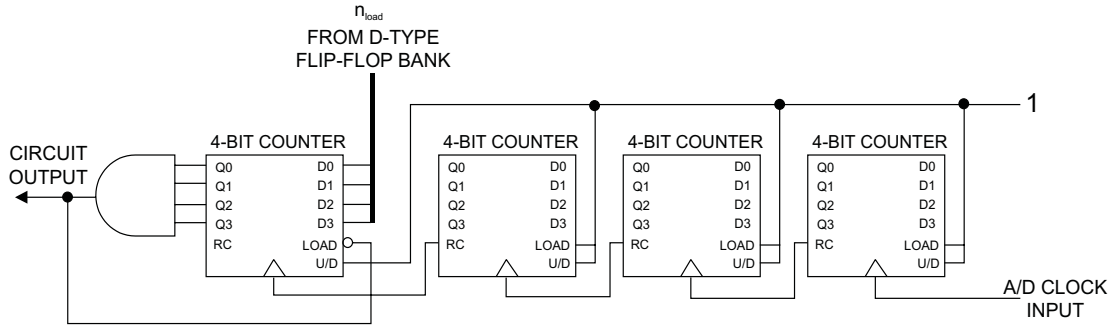 n_load
FROM D-TYPE
FLIP-FLOP BANK
1
CIRCUIT
OUTPUT
4-BIT COUNTER
Q0 D0
Q1 D1
Q2 D2
Q3 D3
RC LOAD
U/D
4-BIT COUNTER
Q0 D0
Q1 D1
Q2 D2
Q3 D3
RC LOAD
U/D
4-BIT COUNTER
Q0 D0
Q1 D1
Q2 D2
Q3 D3
RC LOAD
U/D
4-BIT COUNTER
Q0 D0
Q1 D1
Q2 D2
Q3 D3
RC LOAD
U/D
A/D CLOCK
INPUT